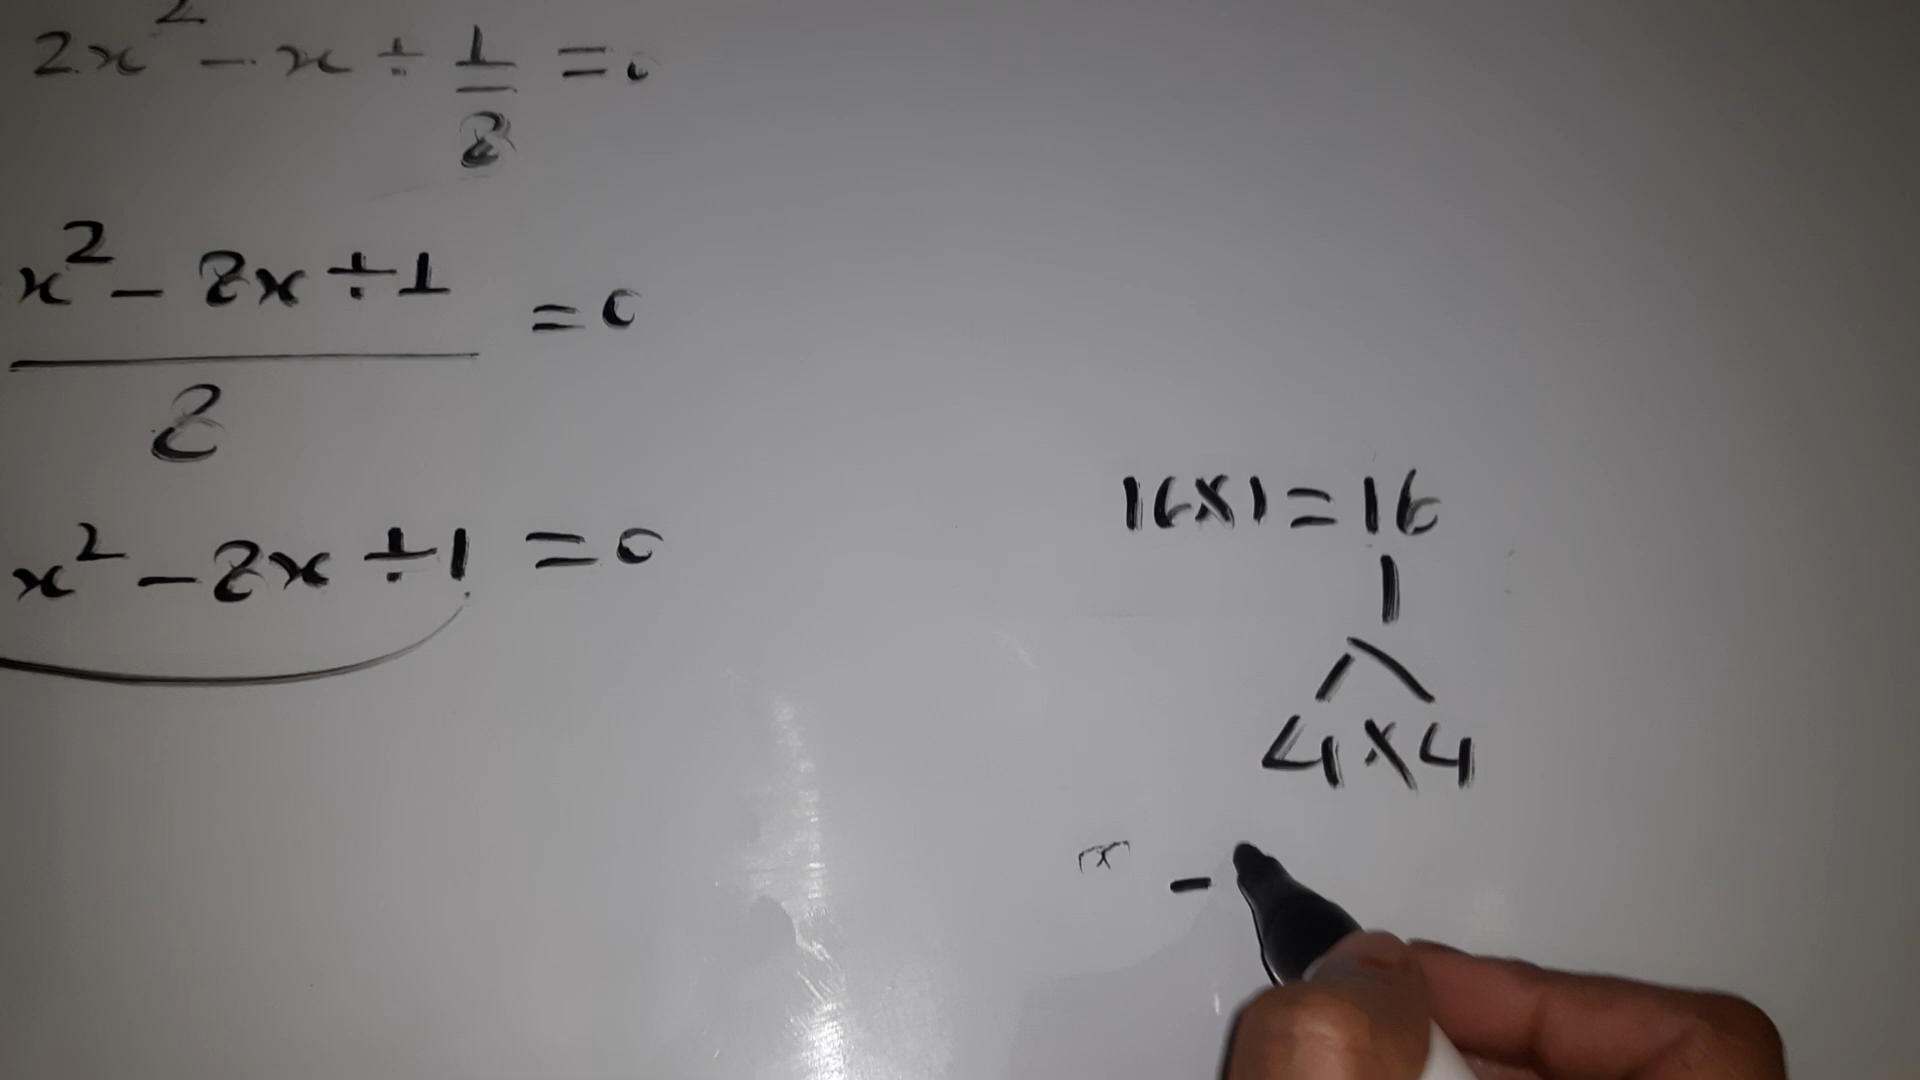 2x² - x + 1/8 = 0
x² - 8x + 1 = 0
8
x² - 8x + 1 = 0
16x1=16
4x4
-